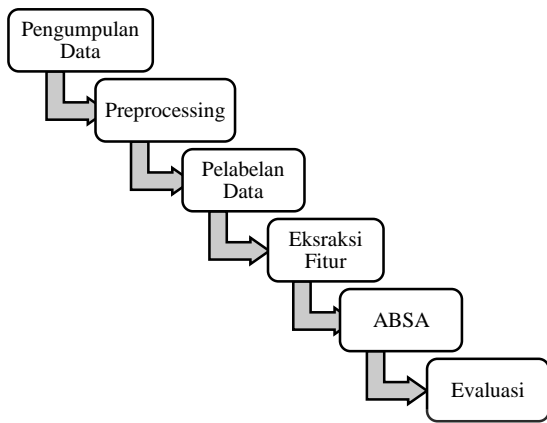 Pengumpulan
Data
Preprocessing
Pelabelan
Data
Eksraksi
Fitur
ABSA
Evaluasi